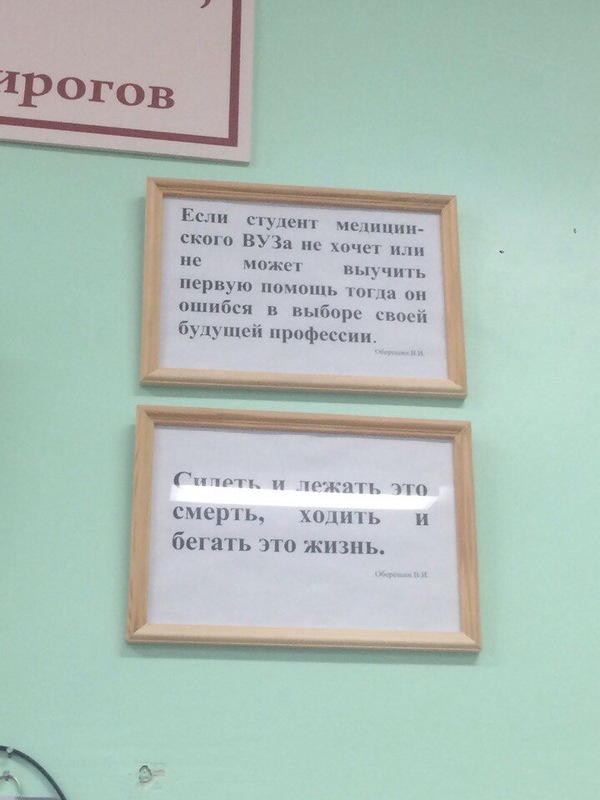 ирогов
Если студент медицин-
ского ВУЗа не хочет или
не может выучить
первую помощь тогда он
ошибся в выборе своей
будущей профессии.
В.И.
Сидеть и лежать это
смерть, ходить и
бегать это жизнь.
В.И.